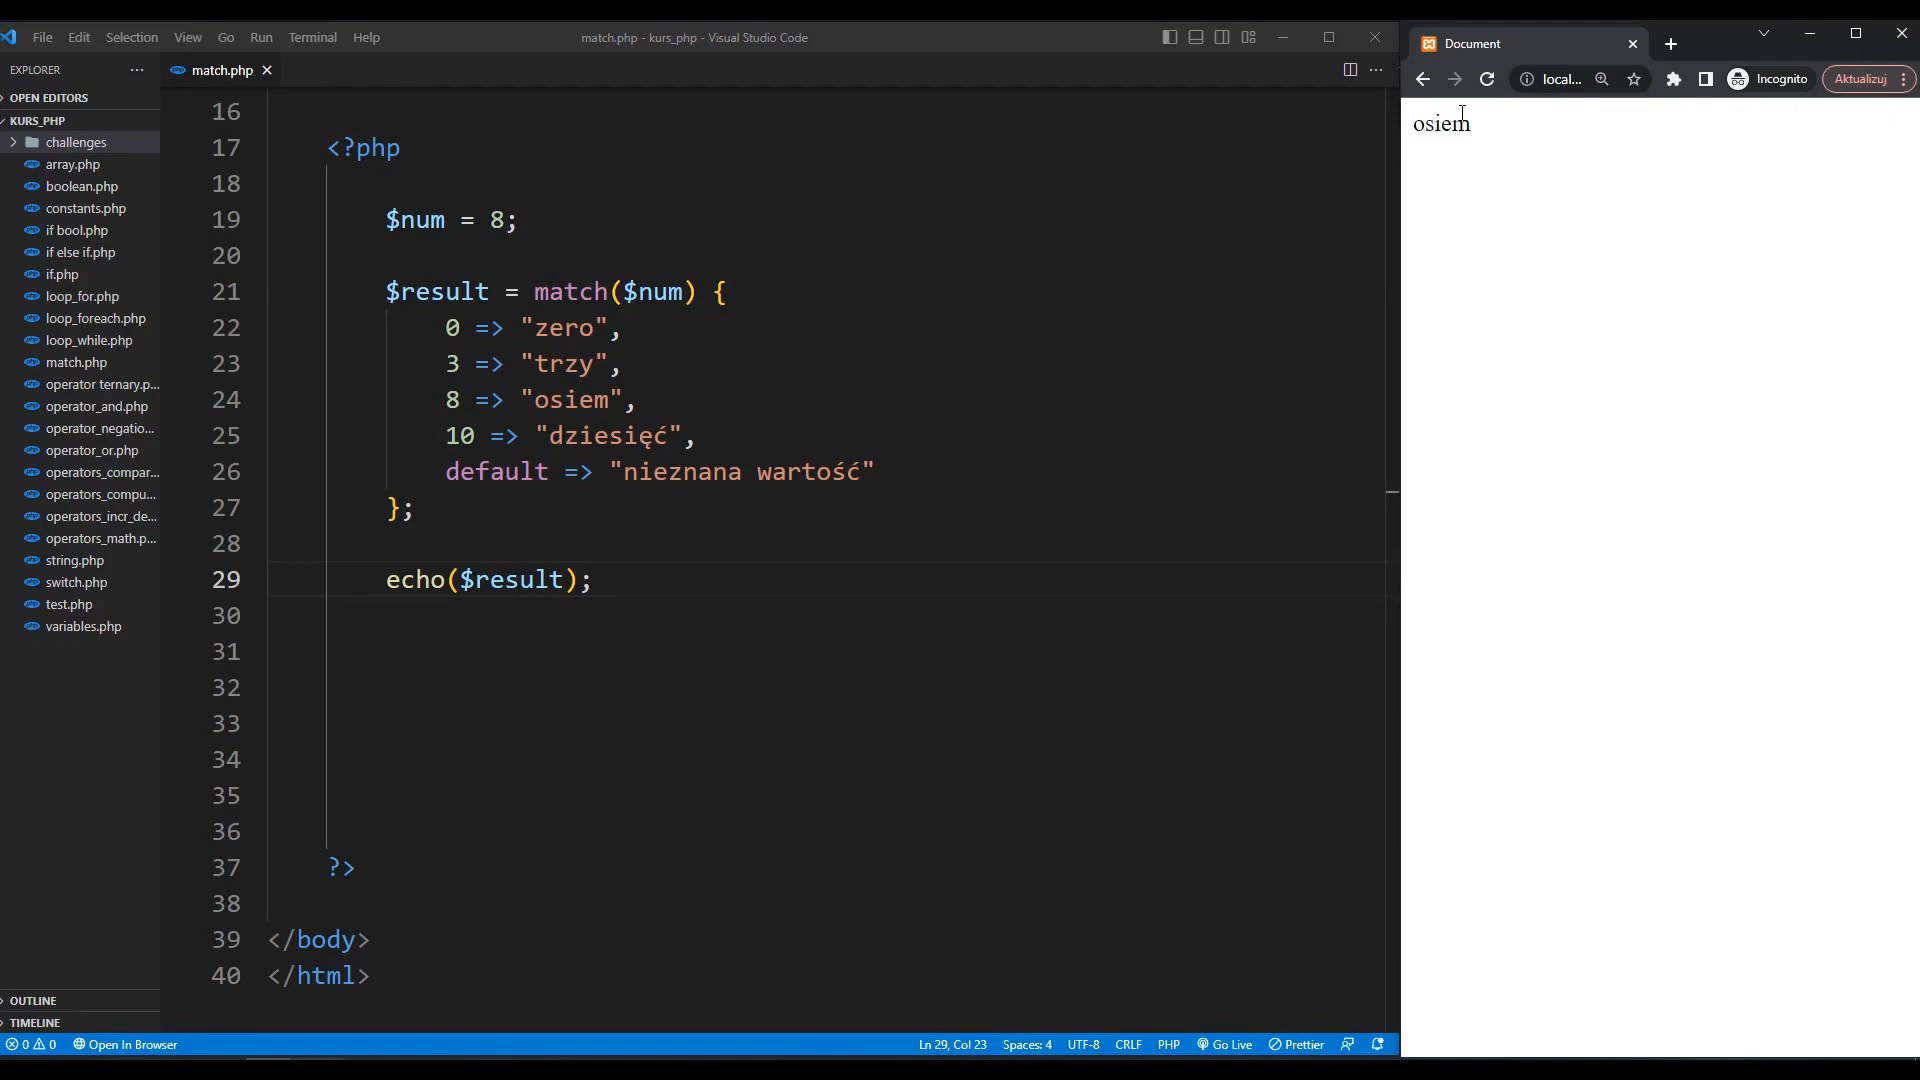 File Edit Selection View Go Run Terminal Help
match.php - kurs_php - Visual Studio Code
EXPLORER
OPEN EDITORS
KURS_PHP
challenges
array.php
boolean.php
constants.php
if bool.php
if else if.php
if.php
loop_for.php
loop_foreach.php
loop_while.php
match.php
operator ternary.p...
operator_and.php
operator_negatio...
operator_or.php
operators_compar...
operators_compu...
operators_incr_de...
operators_math.p...
string.php
switch.php
test.php
variables.php
OUTLINE
TIMELINE
match.php
16
17 <?php
18
19 $num = 8;
20
21 $result = match($num) {
22 0 => "zero",
23 3 => "trzy",
24 8 => "osiem",
25 10 => "dziesięć",
26 default => "nieznana wartość"
27 };
28
29 echo($result);
30
31
32
33
34
35
36
37 ?>
38
39 </body>
40 </html>
0 0 Open In Browser
Ln 29, Col 23 Spaces: 4 UTF-8 CRLF PHP Go Live Prettier
Document
local... Incognito Aktualizuj
osiem